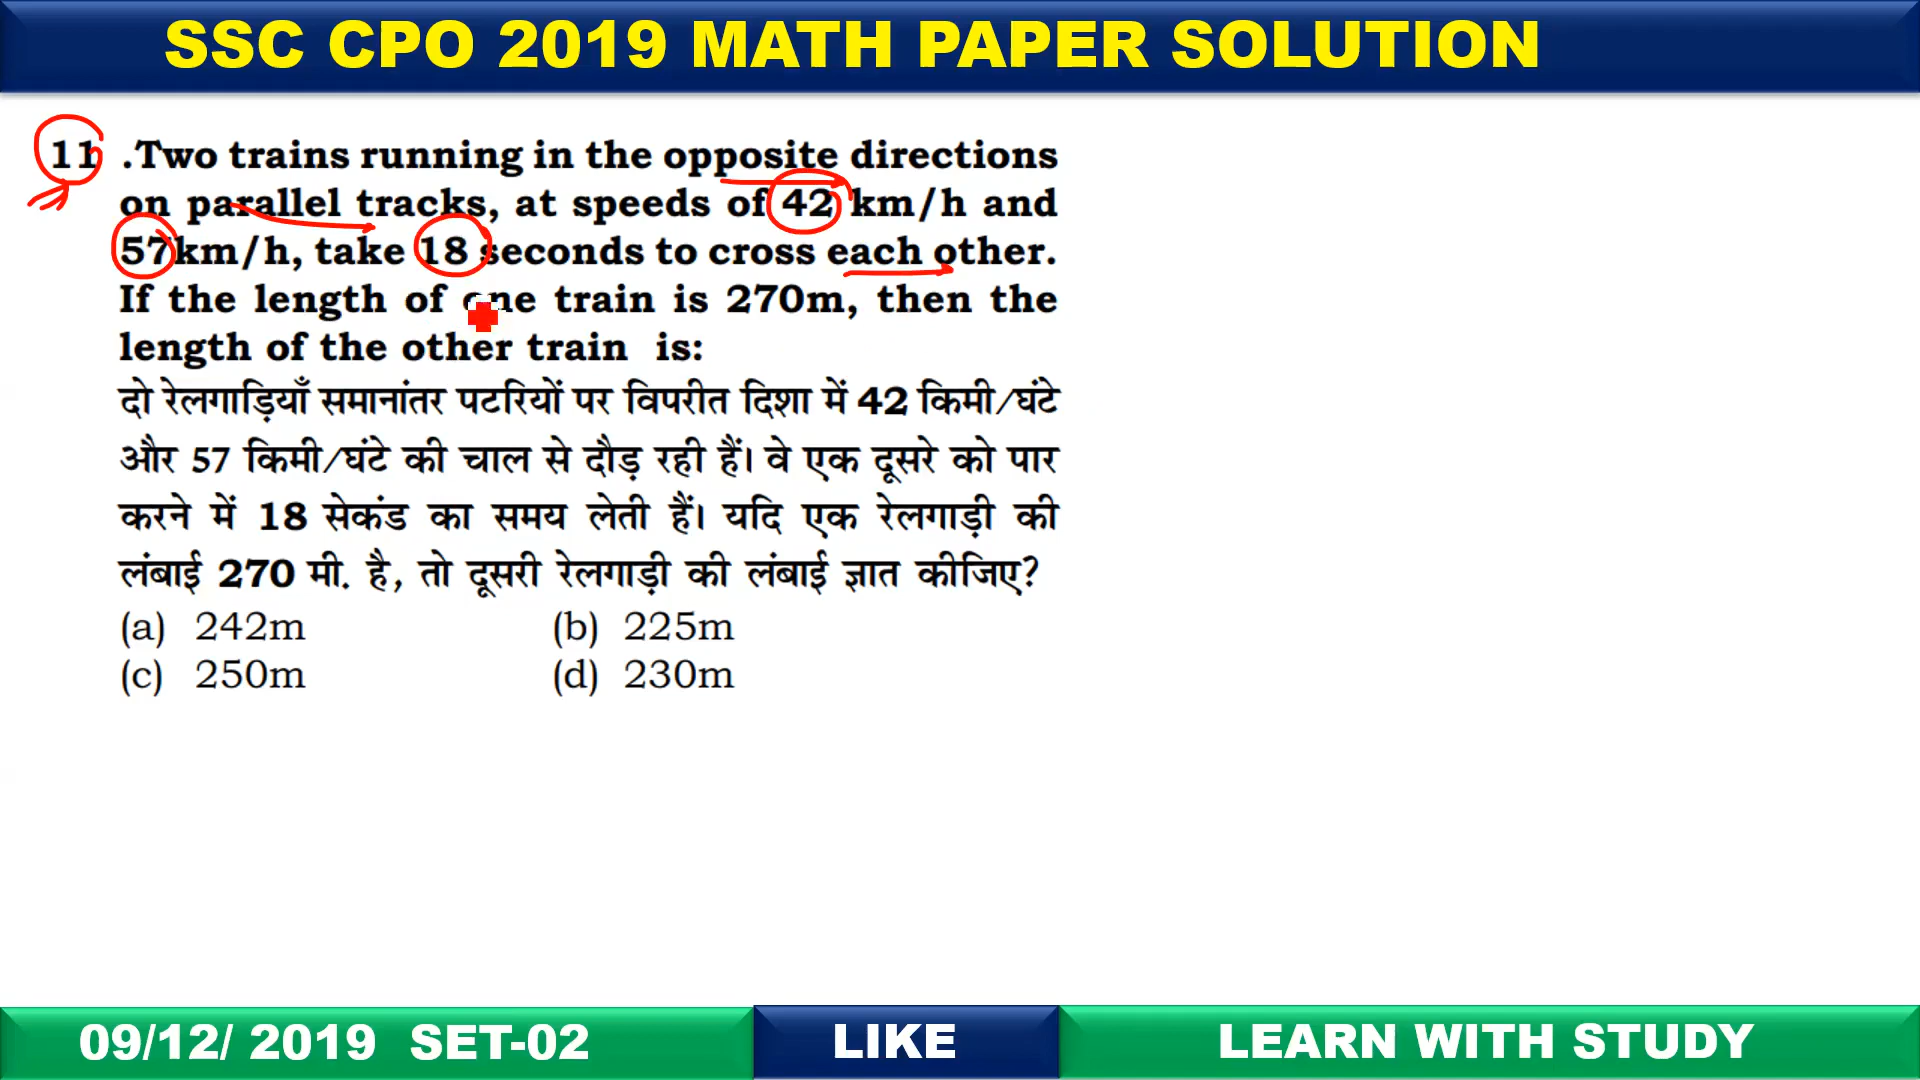 SSC CPO 2019 MATH PAPER SOLUTION
11 .Two trains running in the opposite directions
on parallel tracks, at speeds of 42 km/h and
57km/h, take 18 seconds to cross each other.
If the length of one train is 270m, then the
length of the other train is:
दो रेलगाड़ियाँ समानांतर पटरियों पर विपरीत दिशा में 42 किमी/घंटे
और 57 किमी/घंटे की चाल से दौड़ रही हैं। वे एक दूसरे को पार
करने में 18 सेकंड का समय लेती हैं। यदि एक रेलगाड़ी की
लंबाई 270 मी. है, तो दूसरी रेलगाड़ी की लंबाई ज्ञात कीजिए?
(a) 242m (b) 225m
(c) 250m (d) 230m
09/12/ 2019 SET-02 LIKE LEARN WITH STUDY